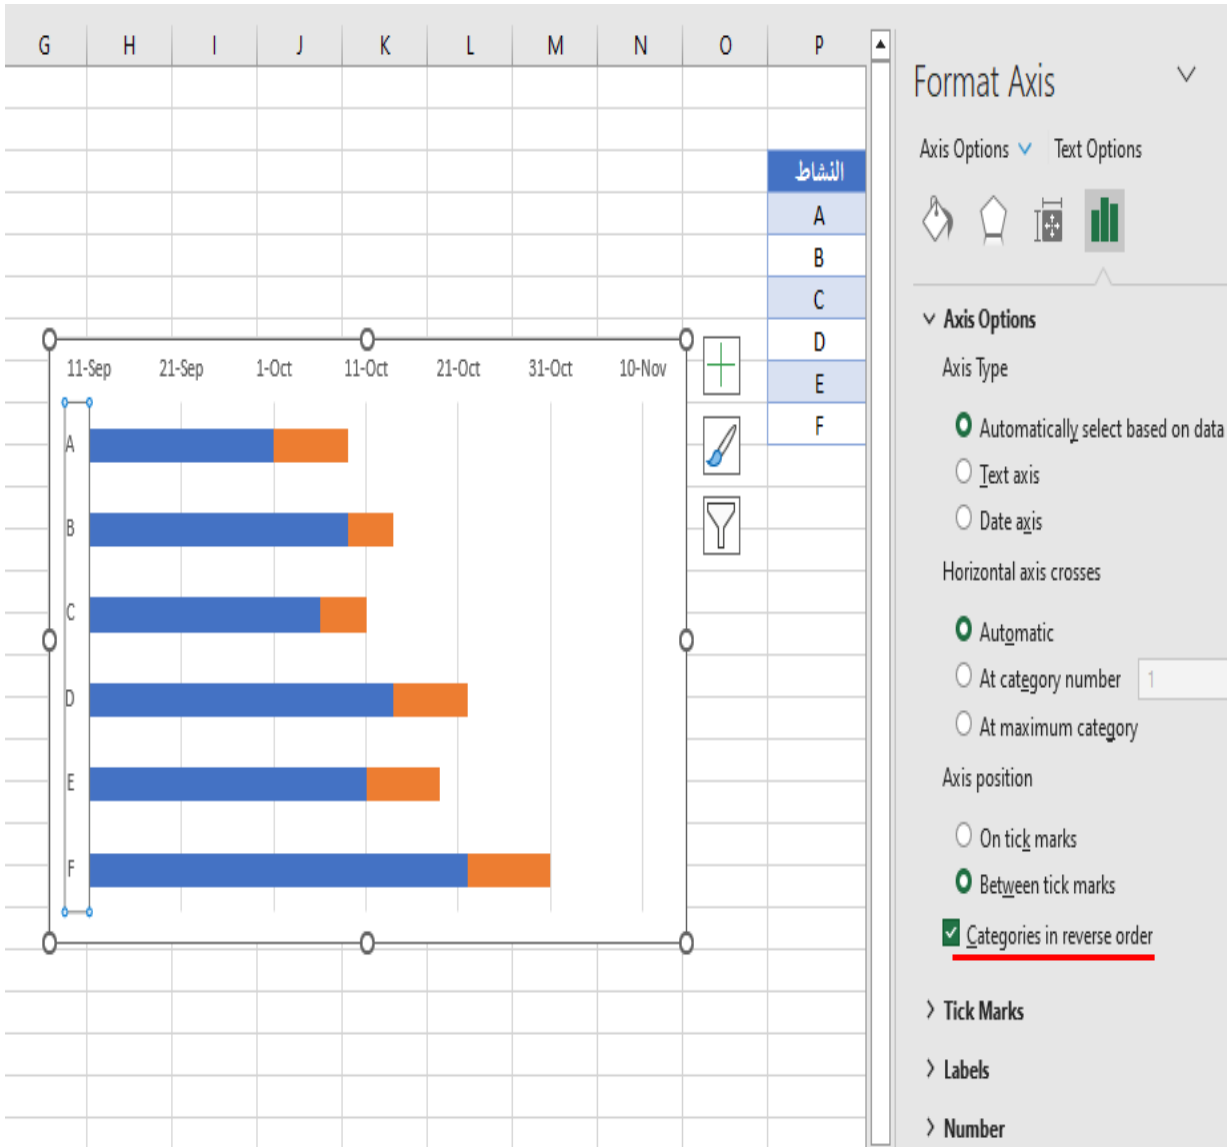 G H I J K L M N O P
النشاط
A
B
C
D
E
F
11-Sep 21-Sep 1-Oct 11-Oct 21-Oct 31-Oct 10-Nov
A
B
C
D
E
F
Format Axis
Axis Options Text Options
Axis Options
Axis Type
Automatically select based on data
Text axis
Date axis
Horizontal axis crosses
Automatic
At category number 1
At maximum category
Axis position
On tick marks
Between tick marks
Categories in reverse order
Tick Marks
Labels
Number